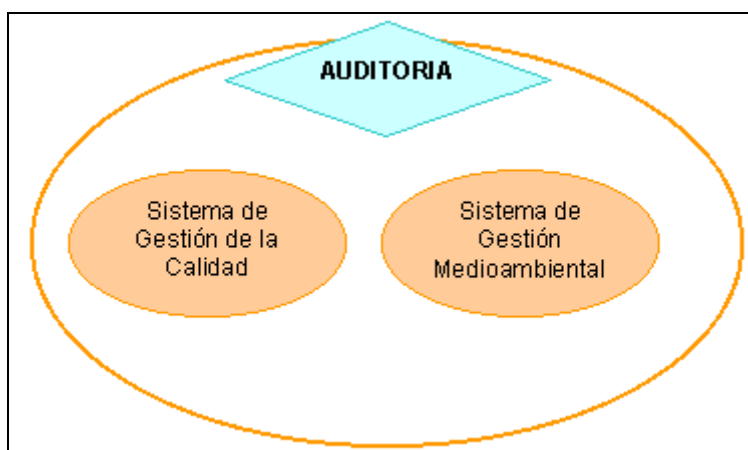 AUDITORIA
Sistema de
Gestión de la
Calidad
Sistema de
Gestión
Medioambiental